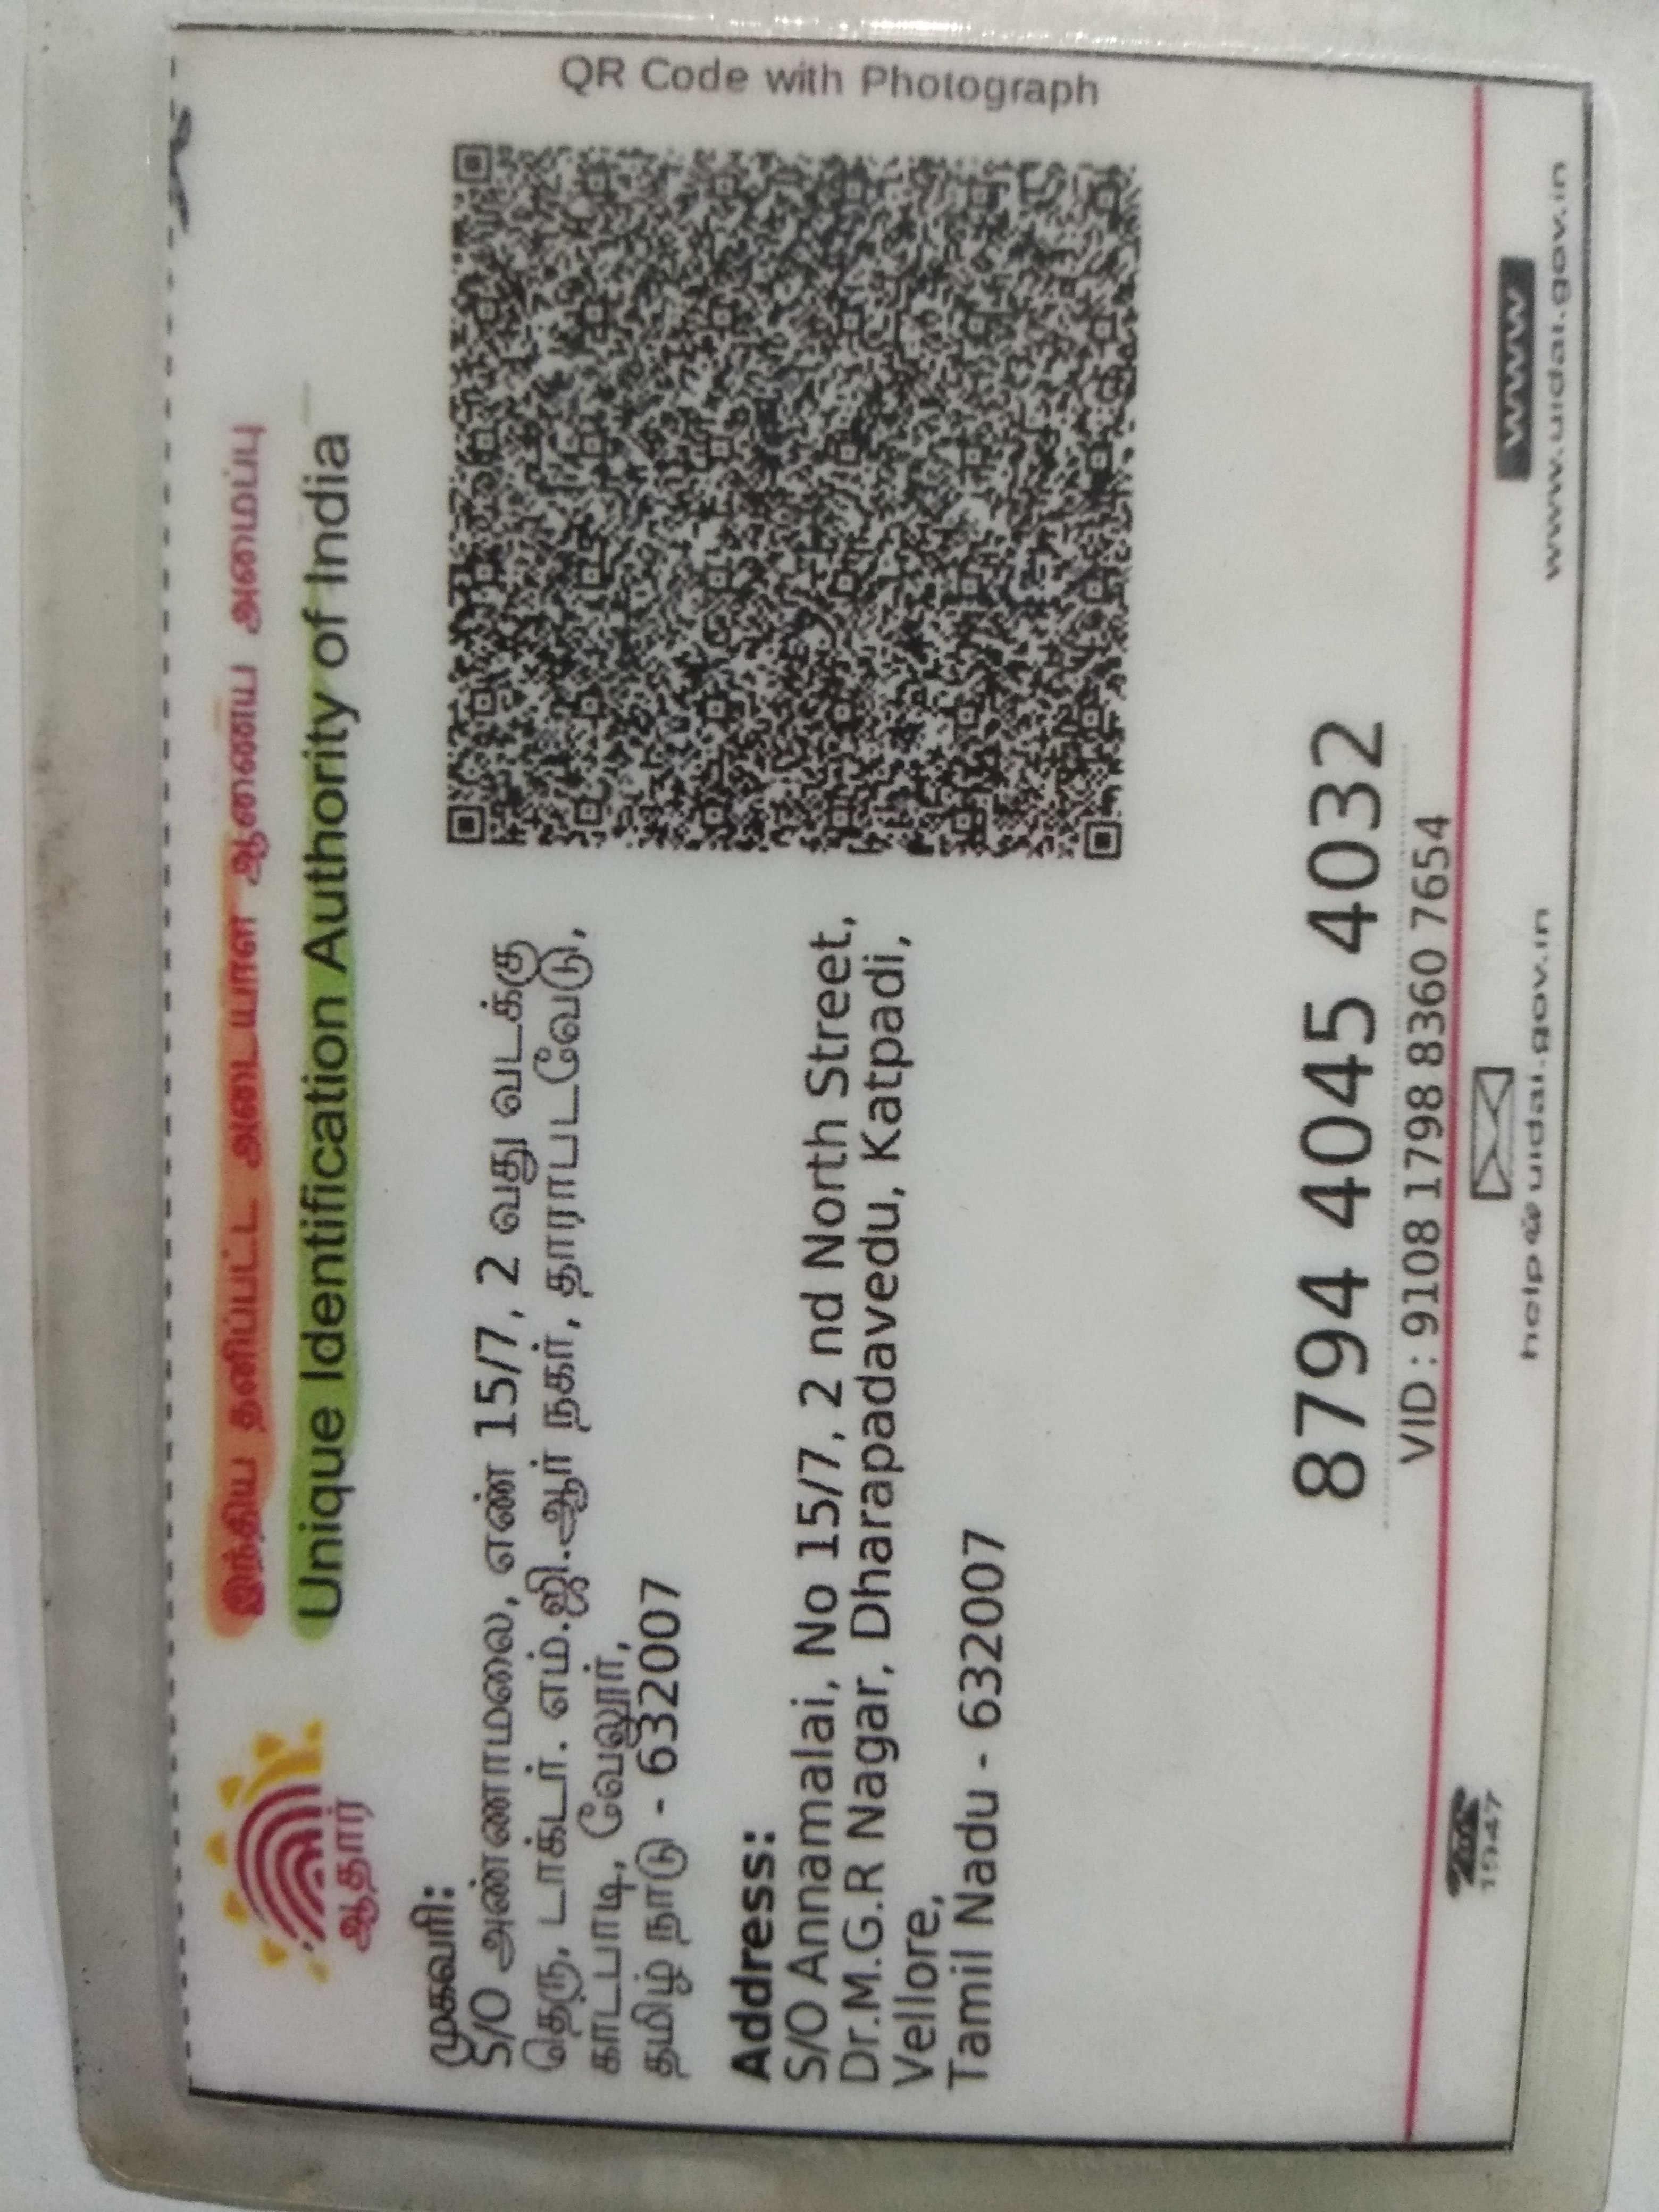 இந்திய தனிப்பட்ட அடையாள ஆணைய அமைப்பு
Unique Identification Authority of India
ஆதார்
முகவரி:
S/O அண்ணாமலை, எண் 15/7, 2 வது வடக்கு
தெரு, டாக்டர். எம்.ஜி.ஆர் நகர், தாராபடவேடு,
காட்பாடி, வேலூர்,
தமிழ் நாடு - 632007
Address:
S/O Annamalai, No 15/7, 2 nd North Street,
Dr.M.G.R Nagar, Dharapadavedu, Katpadi,
Vellore,
Tamil Nadu - 632007
QR Code with Photograph
8794 4045 4032
VID : 9108 1798 8360 7654
1947
help@uidai.gov.in
www
www.uidai.gov.in